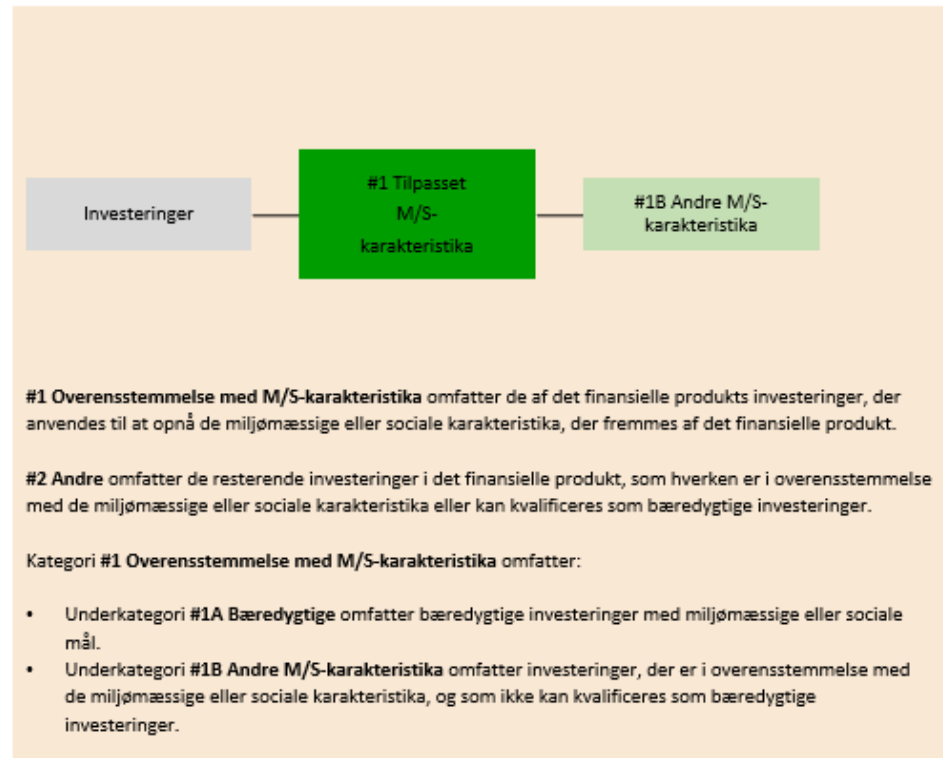 Investeringer
#1 Tilpasset
M/S-
karakteristika
#1B Andre M/S-
karakteristika
#1 Overensstemmelse med M/S-karakteristika omfatter de af det finansielle produkts investeringer, der
anvendes til at opnå de miljømæssige eller sociale karakteristika, der fremmes af det finansielle produkt.
#2 Andre omfatter de resterende investeringer i det finansielle produkt, som hverken er i overensstemmelse
med de miljømæssige eller sociale karakteristika eller kan kvalificeres som bæredygtige investeringer.
Kategori #1 Overensstemmelse med M/S-karakteristika omfatter:
• Underkategori #1A Bæredygtige omfatter bæredygtige investeringer med miljømæssige eller sociale
mål.
• Underkategori #1B Andre M/S-karakteristika omfatter investeringer, der er i overensstemmelse med
de miljømæssige eller sociale karakteristika, og som ikke kan kvalificeres som bæredygtige
investeringer.